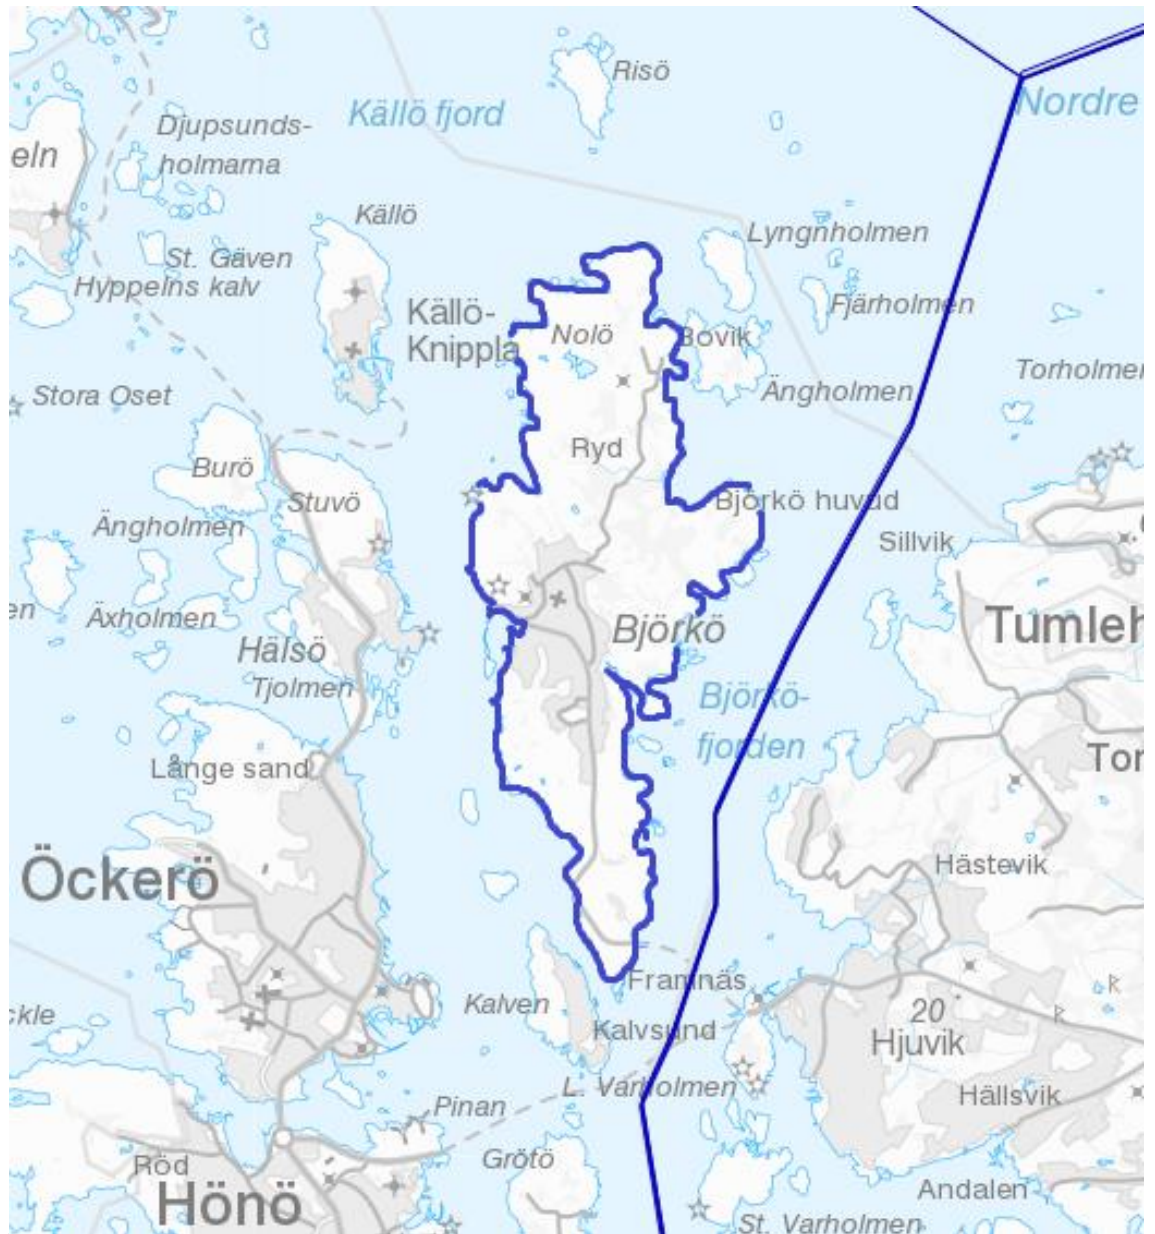 Risö
Källö fjord
Nordre
Djupsunds-
holmarna
eln
Källö
Lyngnholmen
St. Gäven
Hyppelns kalv
Fjärholmen
Källö-
Knippla
Nolö
Bovik
Torholmen
Ängholmen
Stora Oset
Ryd
Burö
Stuvö
Björkö huvud
Ängholmen
Sillvik
en
Äxholmen
Björkö
Tumleh
Hälsö
Tjolmen
Björkö-
fjorden
Långe sand
Tor
Hästevik
Öckerö
Framnäs
Kalven
20
ckle
Kalvsund
Hjuvik
L. Varholmen
Hällsvik
Pinan
Röd
Grötö
Andalen
Hönö
St. Varholmen